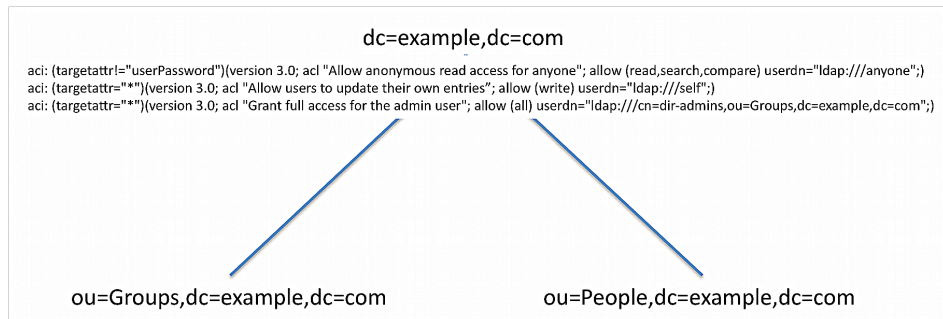 dc=example,dc=com
aci: (targetattr!="userPassword")(version 3.0; acl "Allow anonymous read access for anyone"; allow (read,search,compare) userdn="ldap:///anyone";)
aci: (targetattr="*")(version 3.0; acl "Allow users to update their own entries”; allow (write) userdn="ldap:///self";)
aci: (targetattr="*")(version 3.0; acl "Grant full access for the admin user"; allow (all) userdn="ldap:///cn=dir-admins,ou=Groups,dc=example,dc=com";)
ou=Groups,dc=example,dc=com
ou=People,dc=example,dc=com